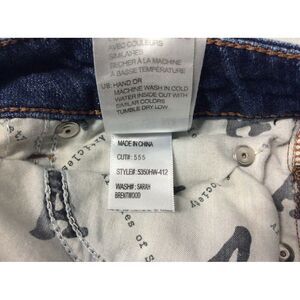 AVEC COULEURS
SIMILAIRES
SÉCHER À LA MACHINE
À BASSE TEMPÉRATURE
US: HAND OR
MACHINE WASH IN COLD
WATER INSIDE OUT WITH
SIMILAR COLORS
TUMBLE DRY LOW
MADE IN CHINA
CUT#: 555
STYLE#: S350HW-412
WASH#: SARAH
BRENTWOOD